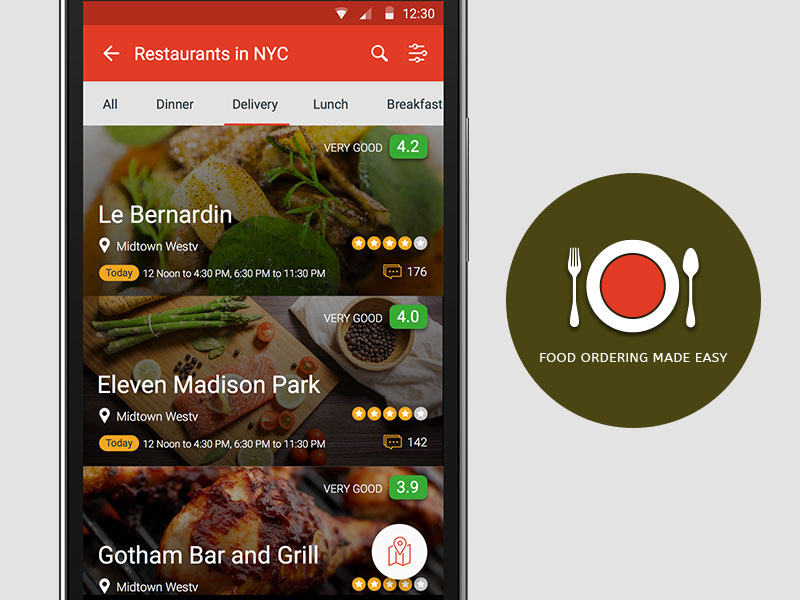 12:30
Restaurants in NYC
All Dinner Delivery Lunch Breakfast
VERY GOOD 4.2
Le Bernardin
Midtown Westv
Today 12 Noon to 4:30 PM, 6:30 PM to 11:30 PM 176
VERY GOOD 4.0
Eleven Madison Park
Midtown Westv
Today 12 Noon to 4:30 PM, 6:30 PM to 11:30 PM 142
VERY GOOD 3.9
Gotham Bar and Grill
Midtown Westv
FOOD ORDERING MADE EASY